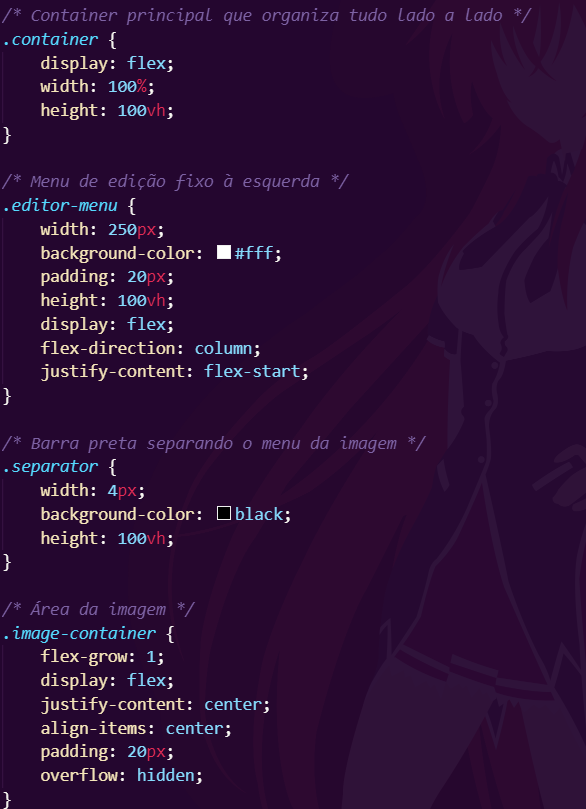 /* Container principal que organiza tudo lado a lado */
.container {
    display: flex;
    width: 100%;
    height: 100vh;
}

/* Menu de edição fixo à esquerda */
.editor-menu {
    width: 250px;
    background-color: #fff;
    padding: 20px;
    height: 100vh;
    display: flex;
    flex-direction: column;
    justify-content: flex-start;
}

/* Barra preta separando o menu da imagem */
.separator {
    width: 4px;
    background-color: black;
    height: 100vh;
}

/* Área da imagem */
.image-container {
    flex-grow: 1;
    display: flex;
    justify-content: center;
    align-items: center;
    padding: 20px;
    overflow: hidden;
}